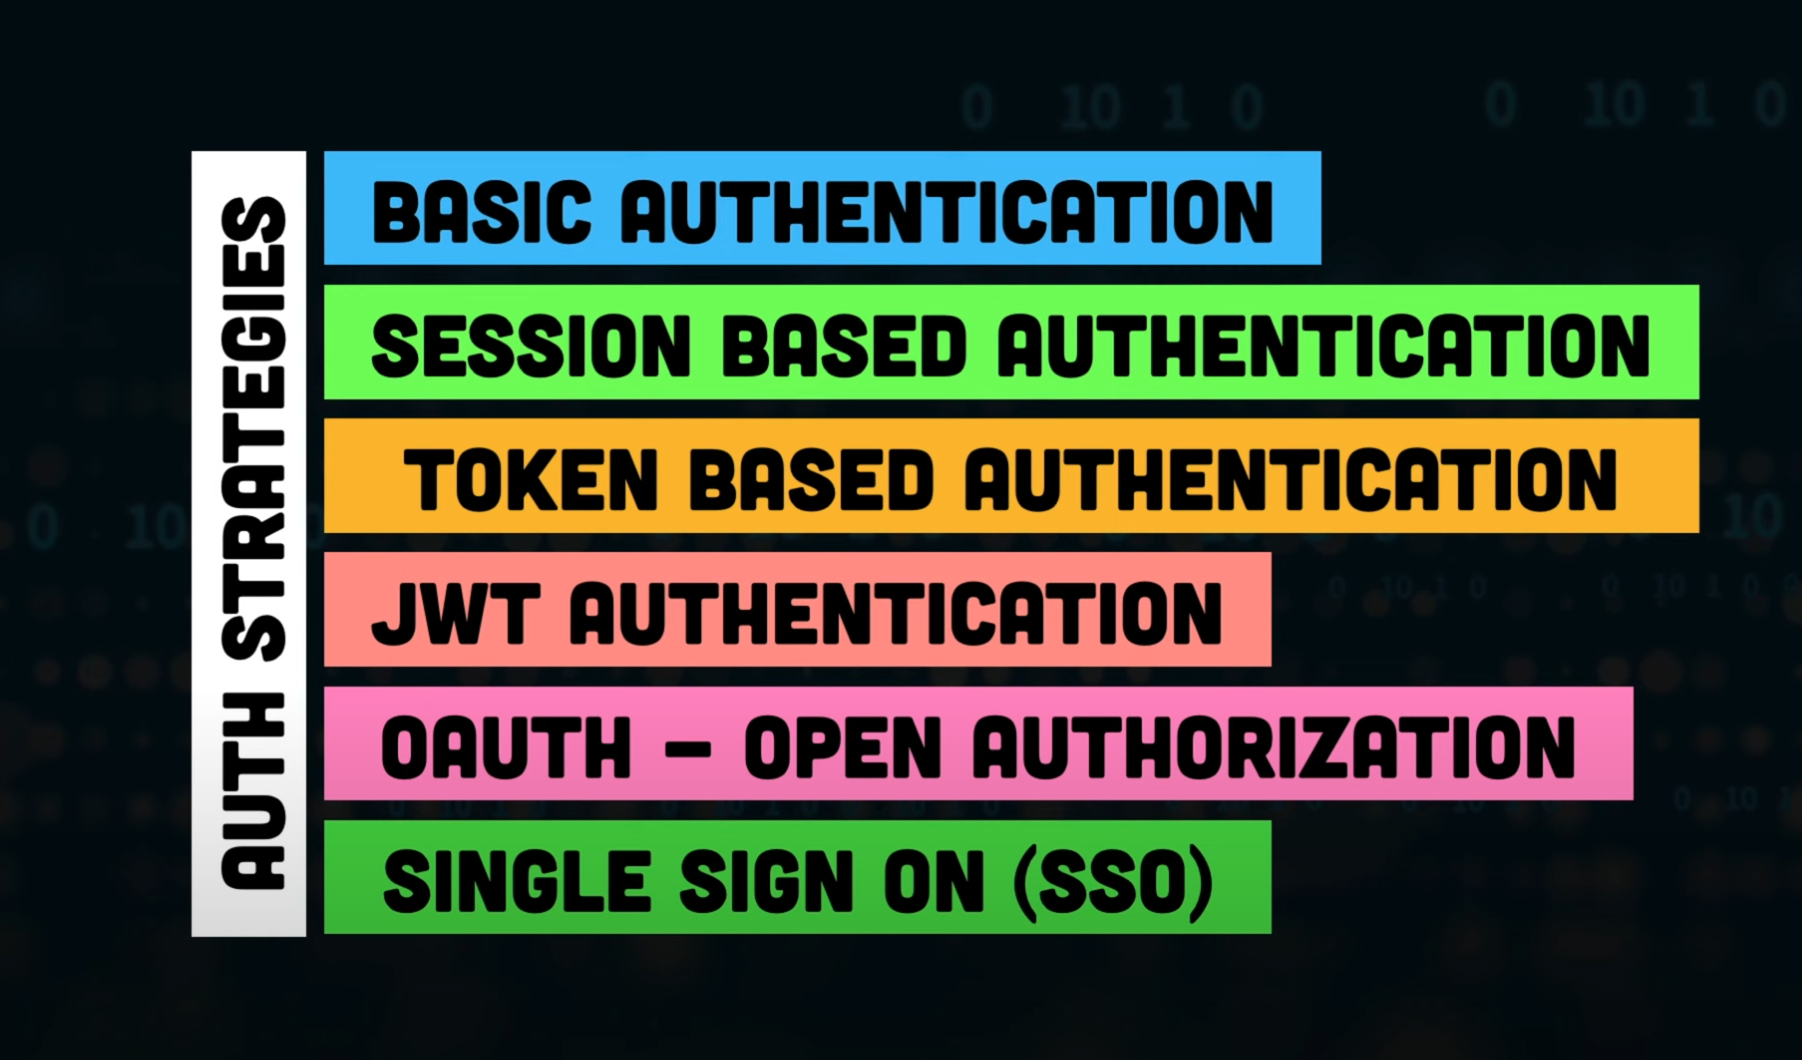 AUTH STRATEGIES
BASIC AUTHENTICATION
SESSION BASED AUTHENTICATION
TOKEN BASED AUTHENTICATION
JWT AUTHENTICATION
OAUTH – OPEN AUTHORIZATION
SINGLE SIGN ON (SSO)